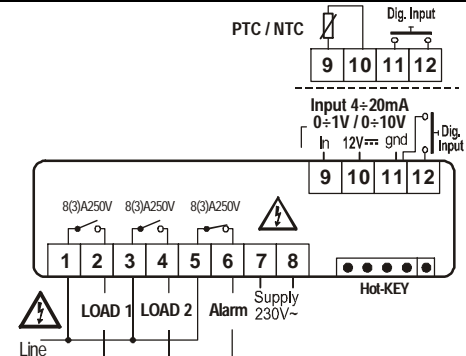 PTC / NTC
Dig. Input
9 10 11 12
Input 4÷20mA
0÷1V / 0÷10V
In 12V⎓ gnd
Dig.
Input
9 10 11 12
8(3)A250V 8(3)A250V 8(3)A250V
1 2 3 4 5 6 7 8
Hot-KEY
LOAD 1 LOAD 2 Alarm Supply
230V~
Line